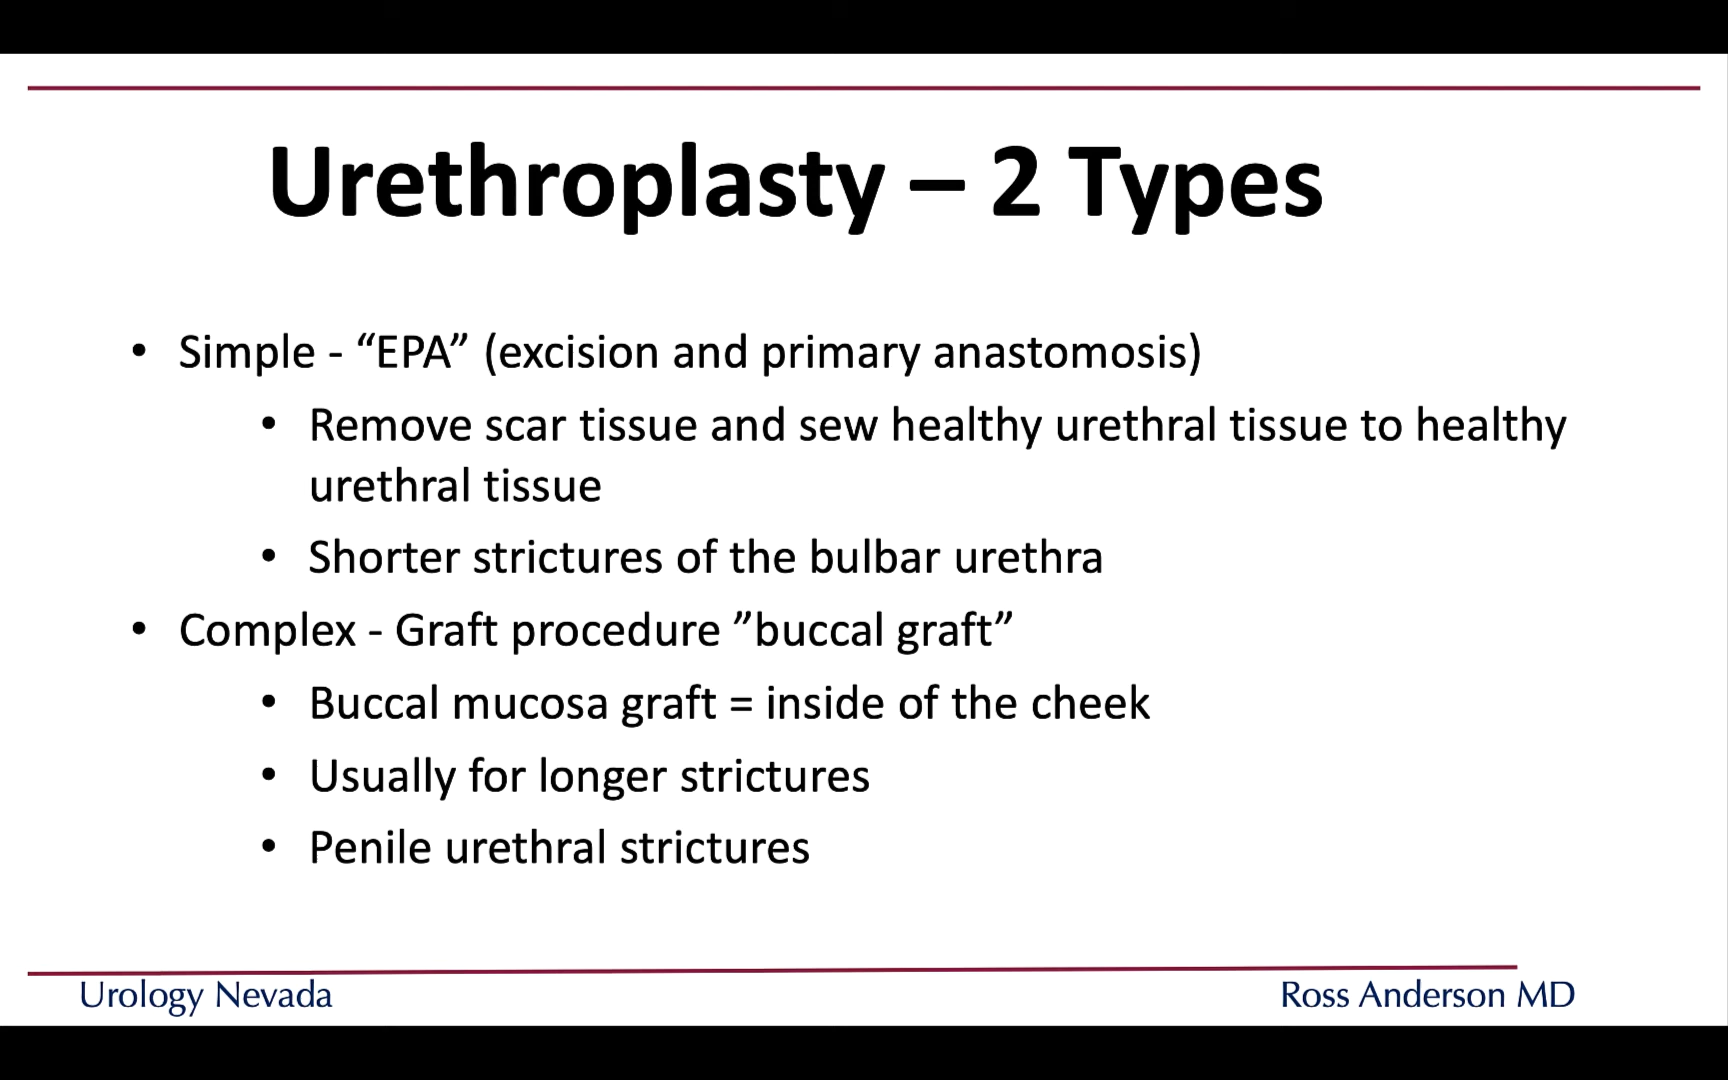 Urethroplasty – 2 Types
• Simple - “EPA” (excision and primary anastomosis)
• Remove scar tissue and sew healthy urethral tissue to healthy
urethral tissue
• Shorter strictures of the bulbar urethra
• Complex - Graft procedure ”buccal graft”
• Buccal mucosa graft = inside of the cheek
• Usually for longer strictures
• Penile urethral strictures
Urology Nevada
Ross Anderson MD